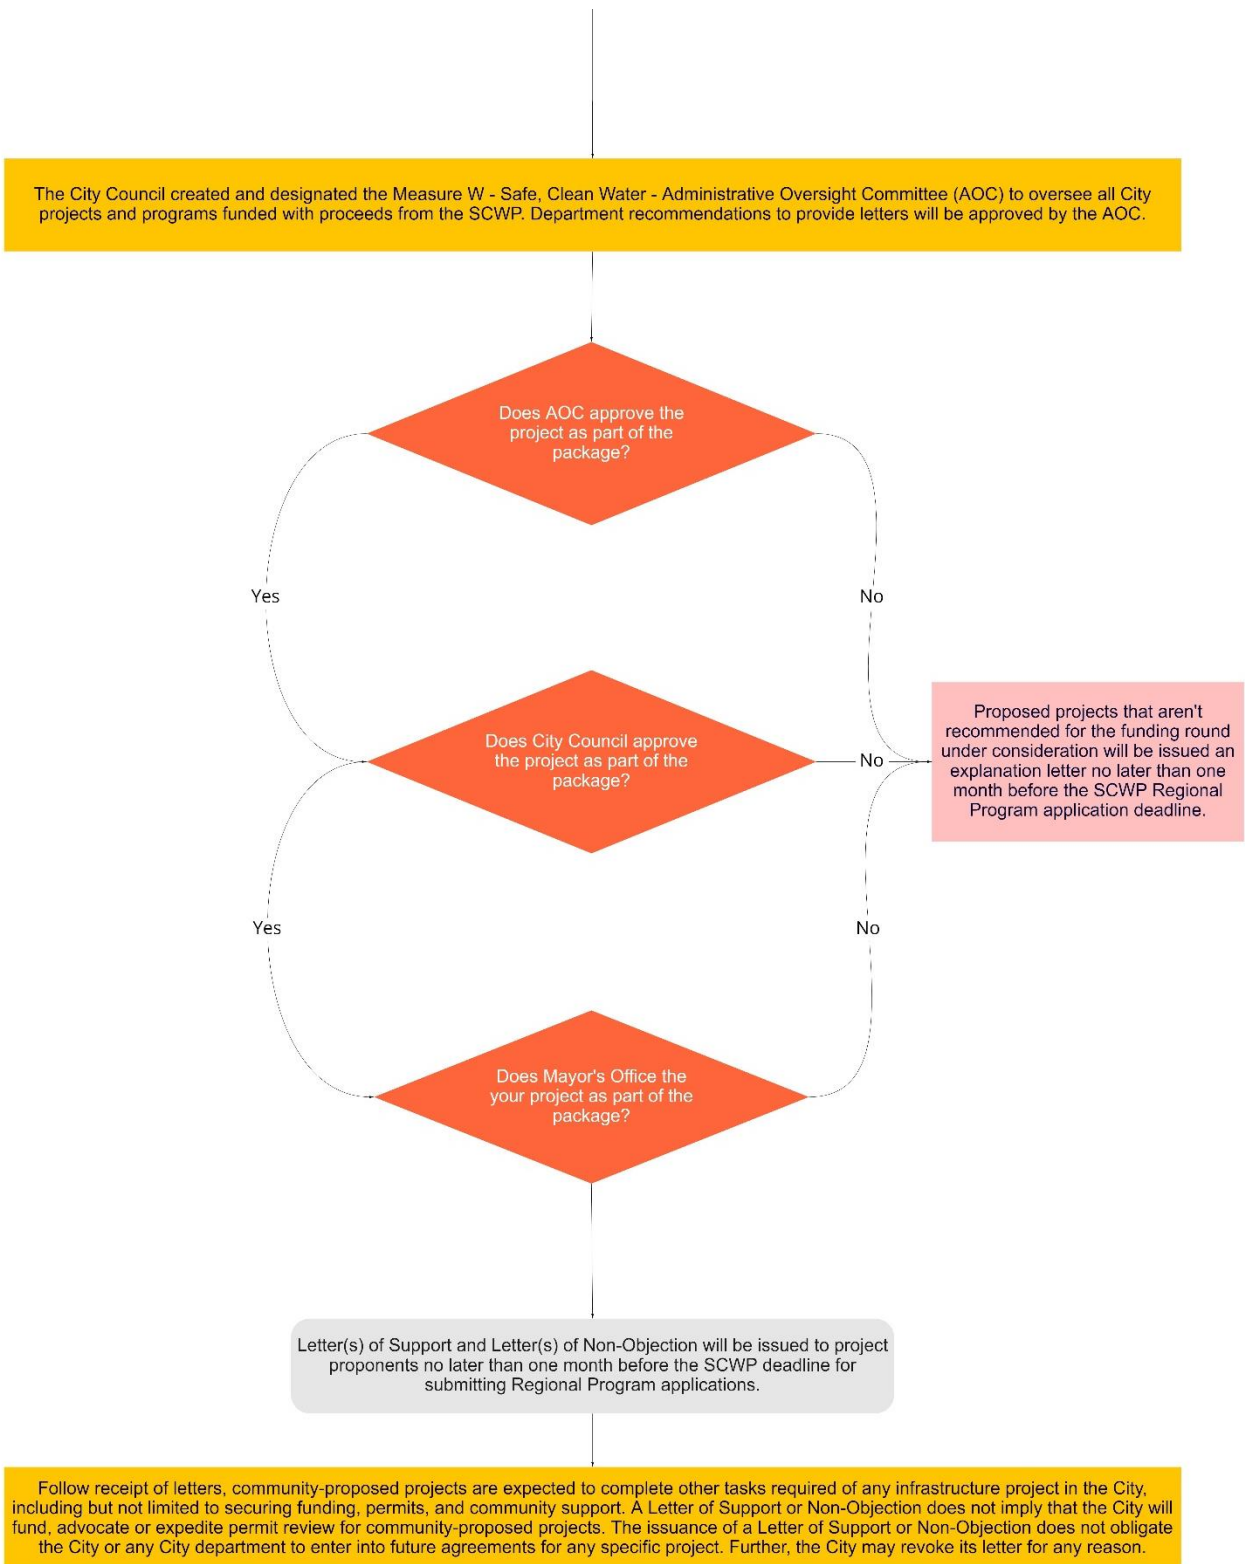 The City Council created and designated the Measure W - Safe, Clean Water - Administrative Oversight Committee (AOC) to oversee all City
projects and programs funded with proceeds from the SCWP. Department recommendations to provide letters will be approved by the AOC.
Does AOC approve the
project as part of the
package?
Yes
No
Does City Council approve
the project as part of the
package?
No
Proposed projects that aren't
recommended for the funding round
under consideration will be issued an
explanation letter no later than one
month before the SCWP Regional
Program application deadline.
Yes
No
Does Mayor's Office the
your project as part of the
package?
Letter(s) of Support and Letter(s) of Non-Objection will be issued to project
proponents no later than one month before the SCWP deadline for
submitting Regional Program applications.
Follow receipt of letters, community-proposed projects are expected to complete other tasks required of any infrastructure project in the City,
including but not limited to securing funding, permits, and community support. A Letter of Support or Non-Objection does not imply that the City will
fund, advocate or expedite permit review for community-proposed projects. The issuance of a Letter of Support or Non-Objection does not obligate
the City or any City department to enter into future agreements for any specific project. Further, the City may revoke its letter for any reason.